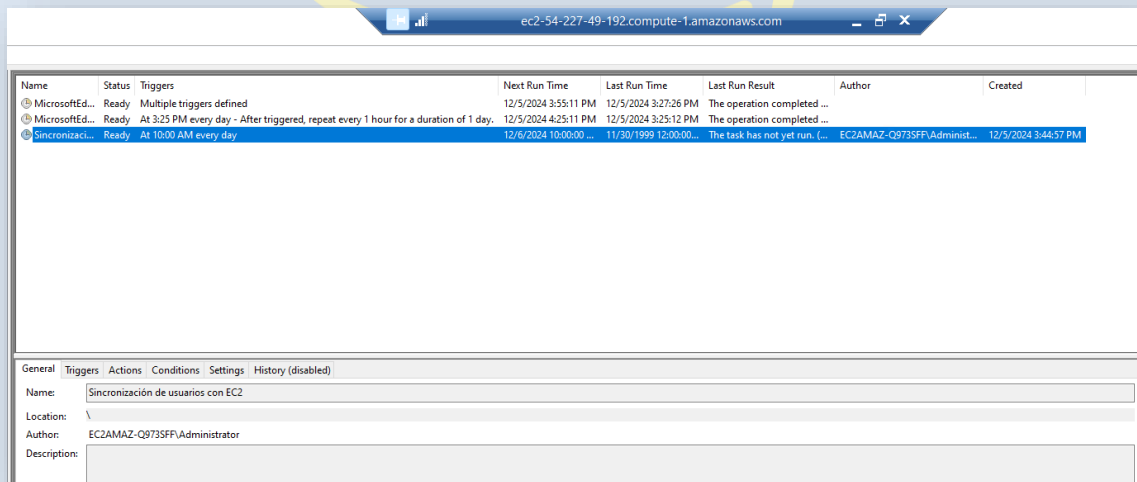 ec2-54-227-49-192.compute-1.amazonaws.com
Name Status Triggers Next Run Time Last Run Time Last Run Result Author Created
MicrosoftEd... Ready Multiple triggers defined 12/5/2024 3:55:11 PM 12/5/2024 3:27:26 PM The operation completed ...
MicrosoftEd... Ready At 3:25 PM every day - After triggered, repeat every 1 hour for a duration of 1 day. 12/5/2024 4:25:11 PM 12/5/2024 3:25:12 PM The operation completed ...
Sincronizaci... Ready At 10:00 AM every day 12/6/2024 10:00:00 ... 11/30/1999 12:00:00... The task has not yet run. (... EC2AMAZ-Q973SFF\Administ... 12/5/2024 3:44:57 PM
General Triggers Actions Conditions Settings History (disabled)
Name: Sincronización de usuarios con EC2
Location: \
Author: EC2AMAZ-Q973SFF\Administrator
Description: